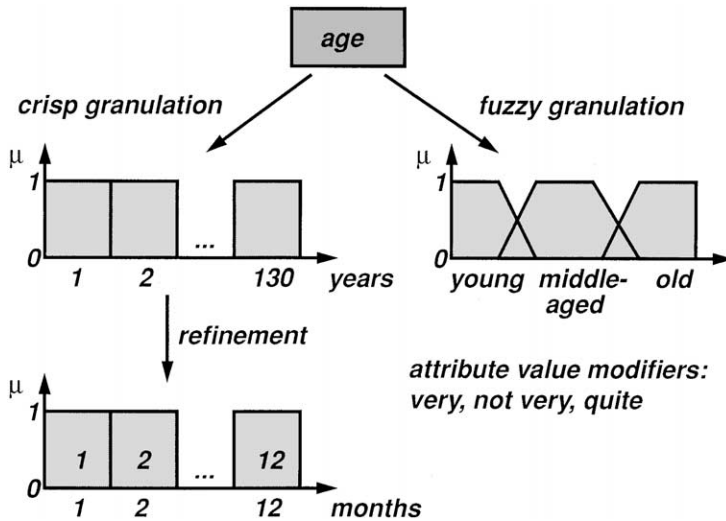 age
crisp granulation
fuzzy granulation
μ
1
0
1 2 ... 130 years
μ
1
0
young middle- old
aged
refinement
attribute value modifiers:
very, not very, quite
μ
1
0
1 2 ... 12
1 2 12 months